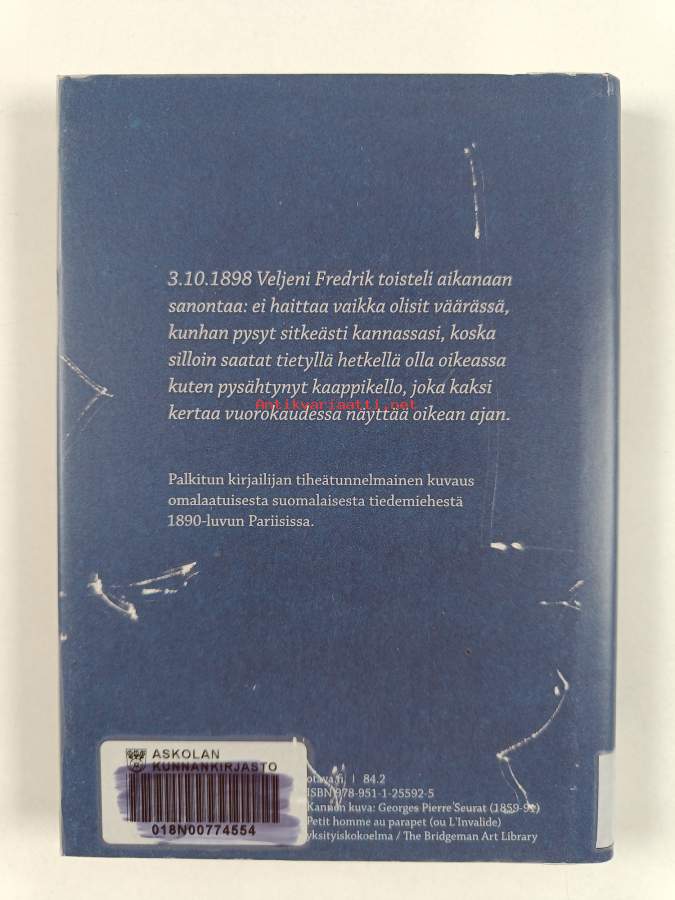 3.10.1898 Veljeni Fredrik toisteli aikanaan
sanontaa: ei haittaa vaikka olisit väärässä,
kunhan pysyt sitkeästi kannassasi, koska
silloin saatat tietyllä hetkellä olla oikeassa
kuten pysähtynyt kaappikello, joka kaksi
Antikvariaatti.net
kertaa vuorokaudessa näyttää oikean ajan.
Palkitun kirjailijan tiheätunnelmainen kuvaus
omalaatuisesta suomalaisesta tiedemiehestä
1890-luvun Pariisissa.
ASKOLAN
KUNNANKIRJASTO
018N00774554
otava.fi | 84.2
ISBN 978-951-1-25592-5
Kannen kuva: Georges Pierre Seurat (1859-91)
Petit homme au parapet (ou L'Invalide)
yksityiskokoelma / The Bridgeman Art Library